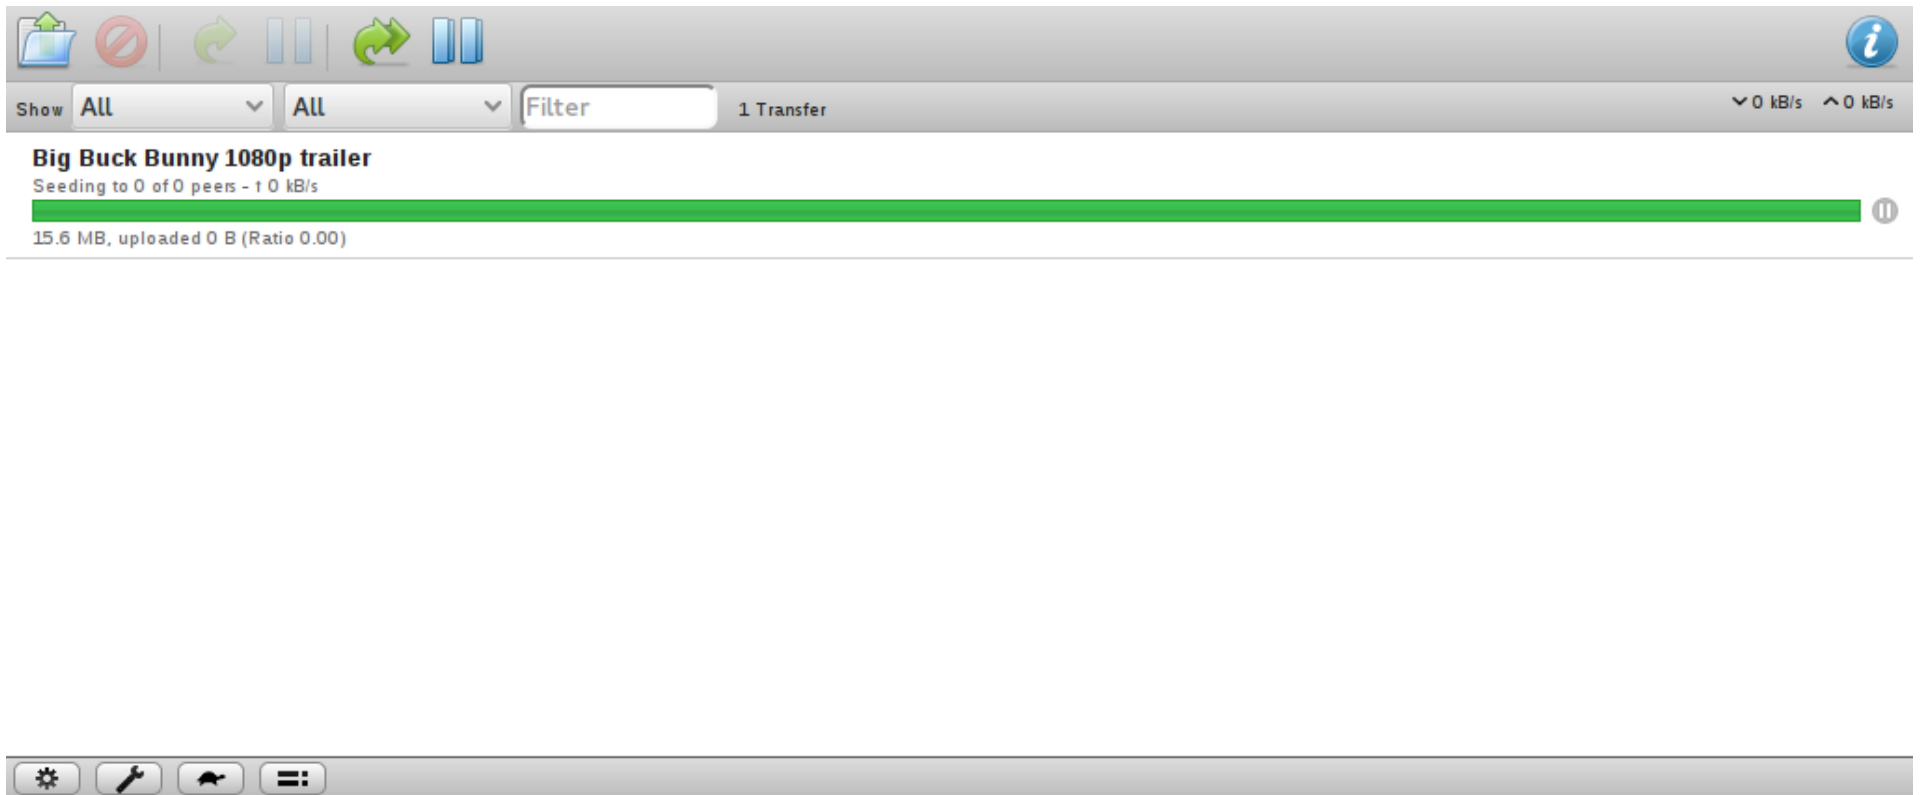 Show All All Filter 1 Transfer 0 kB/s 0 kB/s
Big Buck Bunny 1080p trailer
Seeding to 0 of 0 peers - ↑ 0 kB/s
15.6 MB, uploaded 0 B (Ratio 0.00)